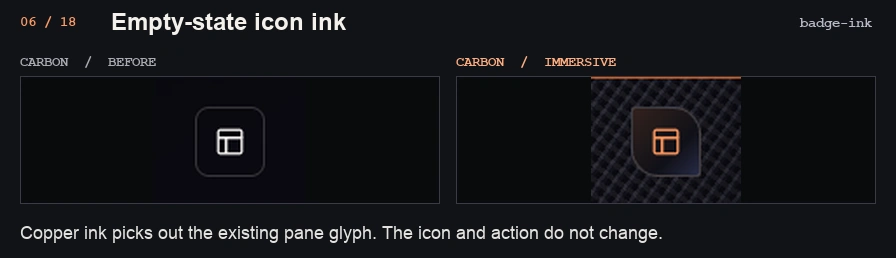 06 / 18 Empty-state icon ink badge-ink
CARBON / BEFORE CARBON / IMMERSIVE
Copper ink picks out the existing pane glyph. The icon and action do not change.